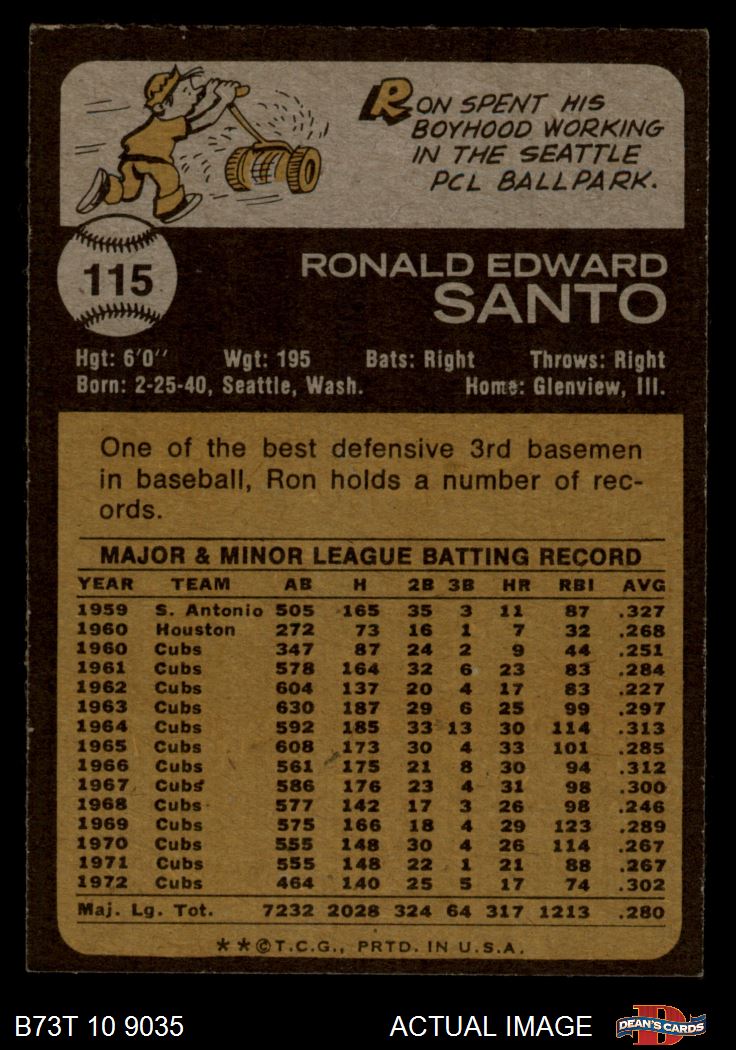 RON SPENT HIS
BOYHOOD WORKING
IN THE SEATTLE
PCL BALLPARK.
115
RONALD EDWARD
SANTO
Hgt: 6'0" Wgt: 195 Bats: Right Throws: Right
Born: 2-25-40, Seattle, Wash. Home: Glenview, Ill.
One of the best defensive 3rd basemen
in baseball, Ron holds a number of rec-
ords.
MAJOR & MINOR LEAGUE BATTING RECORD
YEAR TEAM AB H 2B 3B HR RBI AVG
1959 S. Antonio 505 165 35 3 11 87 .327
1960 Houston 272 73 16 1 7 32 .268
1960 Cubs 347 87 24 2 9 44 .251
1961 Cubs 578 164 32 6 23 83 .284
1962 Cubs 604 137 20 4 17 83 .227
1963 Cubs 630 187 29 6 25 99 .297
1964 Cubs 592 185 33 13 30 114 .313
1965 Cubs 608 173 30 4 33 101 .285
1966 Cubs 561 175 21 8 30 94 .312
1967 Cubs 586 176 23 4 31 98 .300
1968 Cubs 577 142 17 3 26 98 .246
1969 Cubs 575 166 18 4 29 123 .289
1970 Cubs 555 148 30 4 26 114 .267
1971 Cubs 555 148 22 1 21 88 .267
1972 Cubs 464 140 25 5 17 74 .302
Maj. Lg. Tot. 7232 2028 324 64 317 1213 .280
**©T.C.G., PRTD. IN U.S.A.
B73T 10 9035 ACTUAL IMAGE
D
DEAN'S CARDS